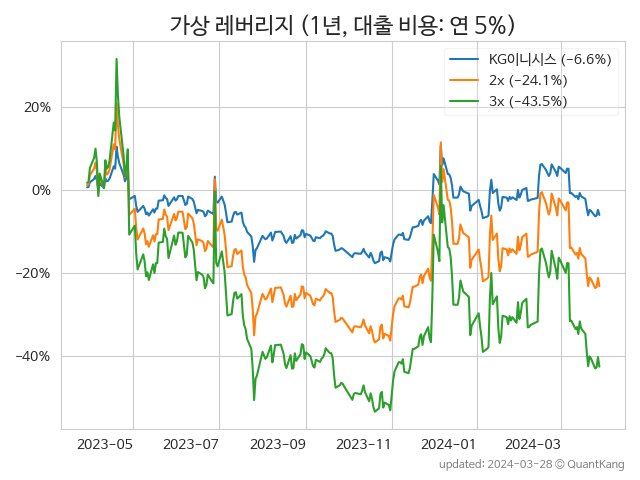 가상 레버리지 (1년, 대출 비용: 연 5%)
KG이니시스 (−6.6%)
2x (−24.1%)
3x (−43.5%)
20%
0%
−20%
−40%
2023-05 2023-07 2023-09 2023-11 2024-01 2024-03
updated: 2024-03-28 © QuantKang